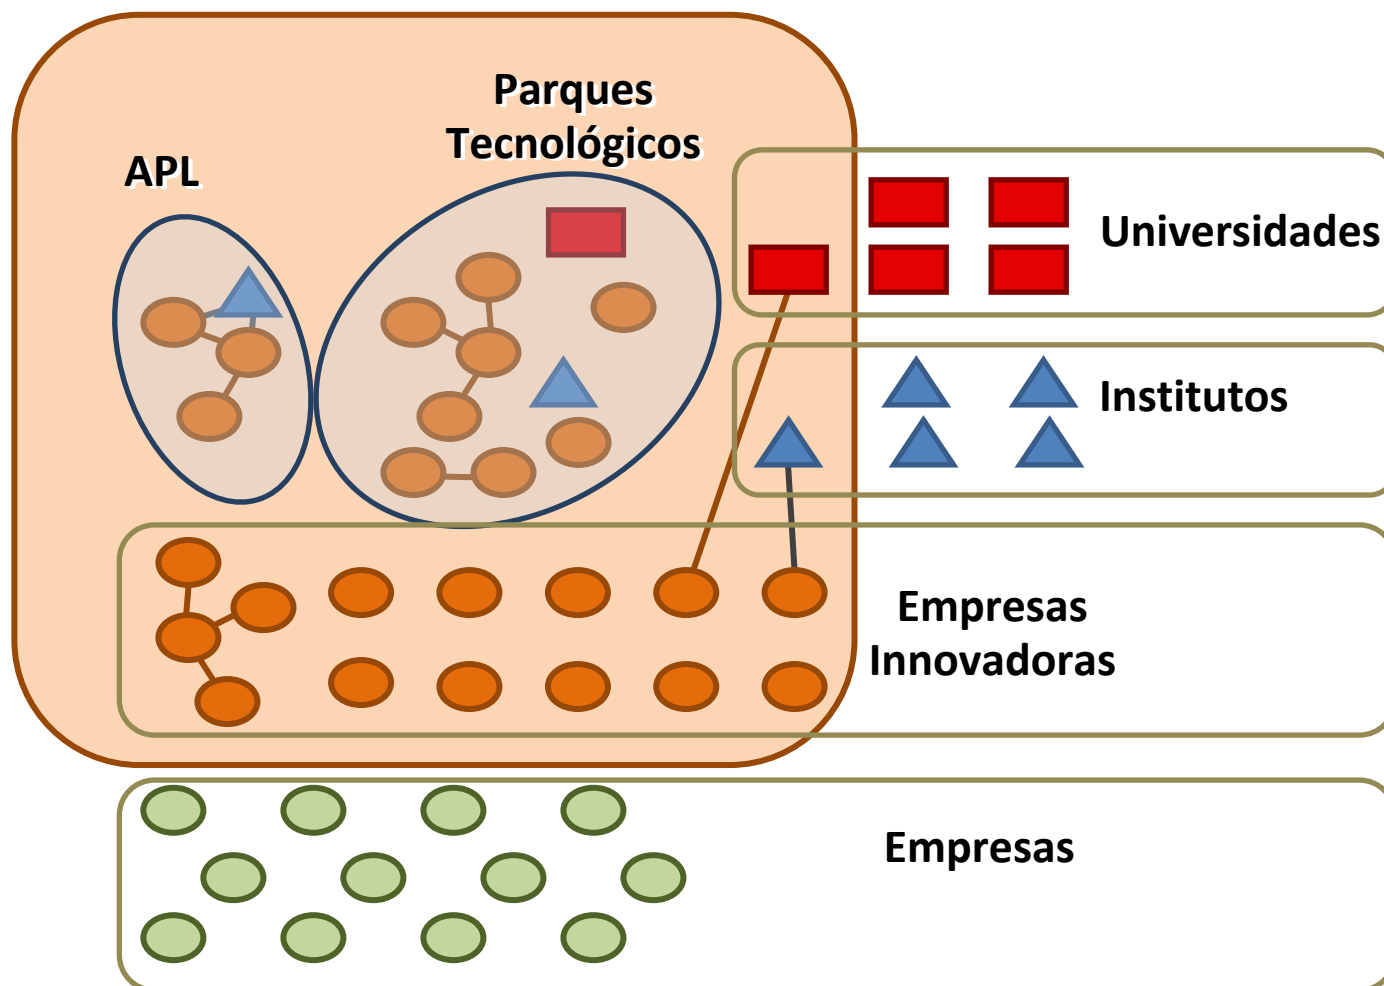 Parques
Tecnológicos
APL
Universidades
Institutos
Empresas
Innovadoras
Empresas